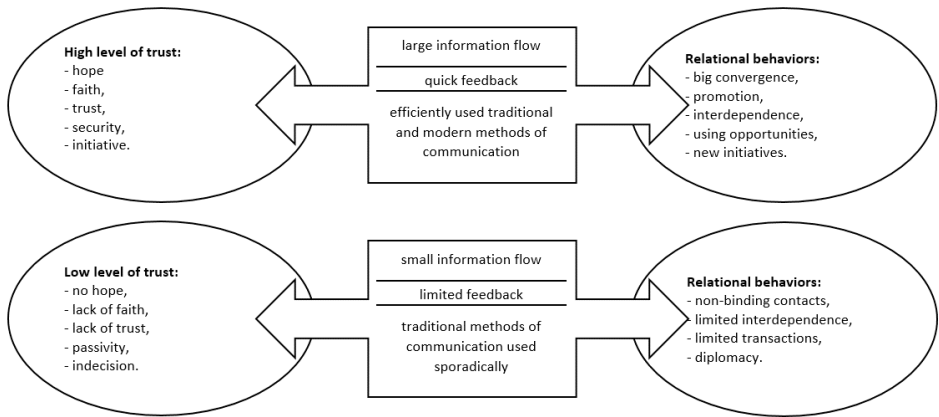 High level of trust:
- hope
- faith,
- trust,
- security,
- initiative.
large information flow
quick feedback
efficiently used traditional
and modern methods of
communication
Relational behaviors:
- big convergence,
- promotion,
- interdependence,
- using opportunities,
- new initiatives.
Low level of trust:
- no hope,
- lack of faith,
- lack of trust,
- passivity,
- indecision.
small information flow
limited feedback
traditional methods of
communication used
sporadically
Relational behaviors:
- non-binding contacts,
- limited interdependence,
- limited transactions,
- diplomacy.